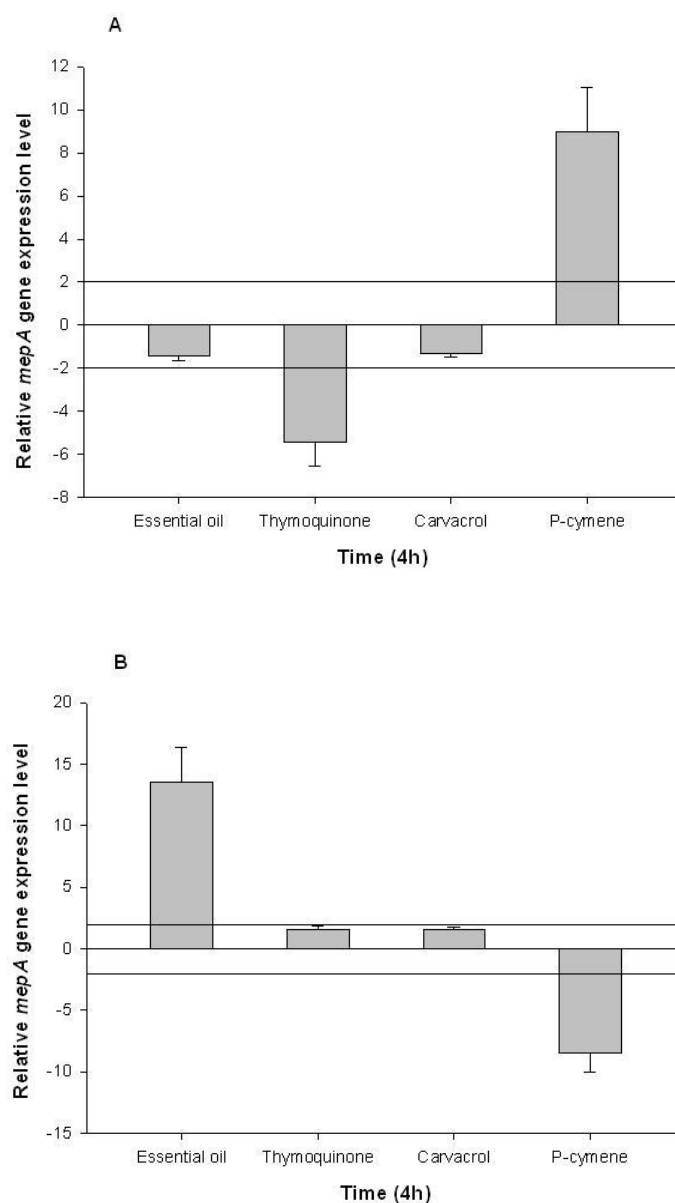 A
Relative mepA gene expression level
12
10
8
6
4
2
0
-2
-4
-6
-8
Essential oil Thymoquinone Carvacrol P-cymene
Time (4h)
B
Relative mepA gene expression level
20
15
10
5
0
-5
-10
-15
Essential oil Thymoquinone Carvacrol P-cymene
Time (4h)